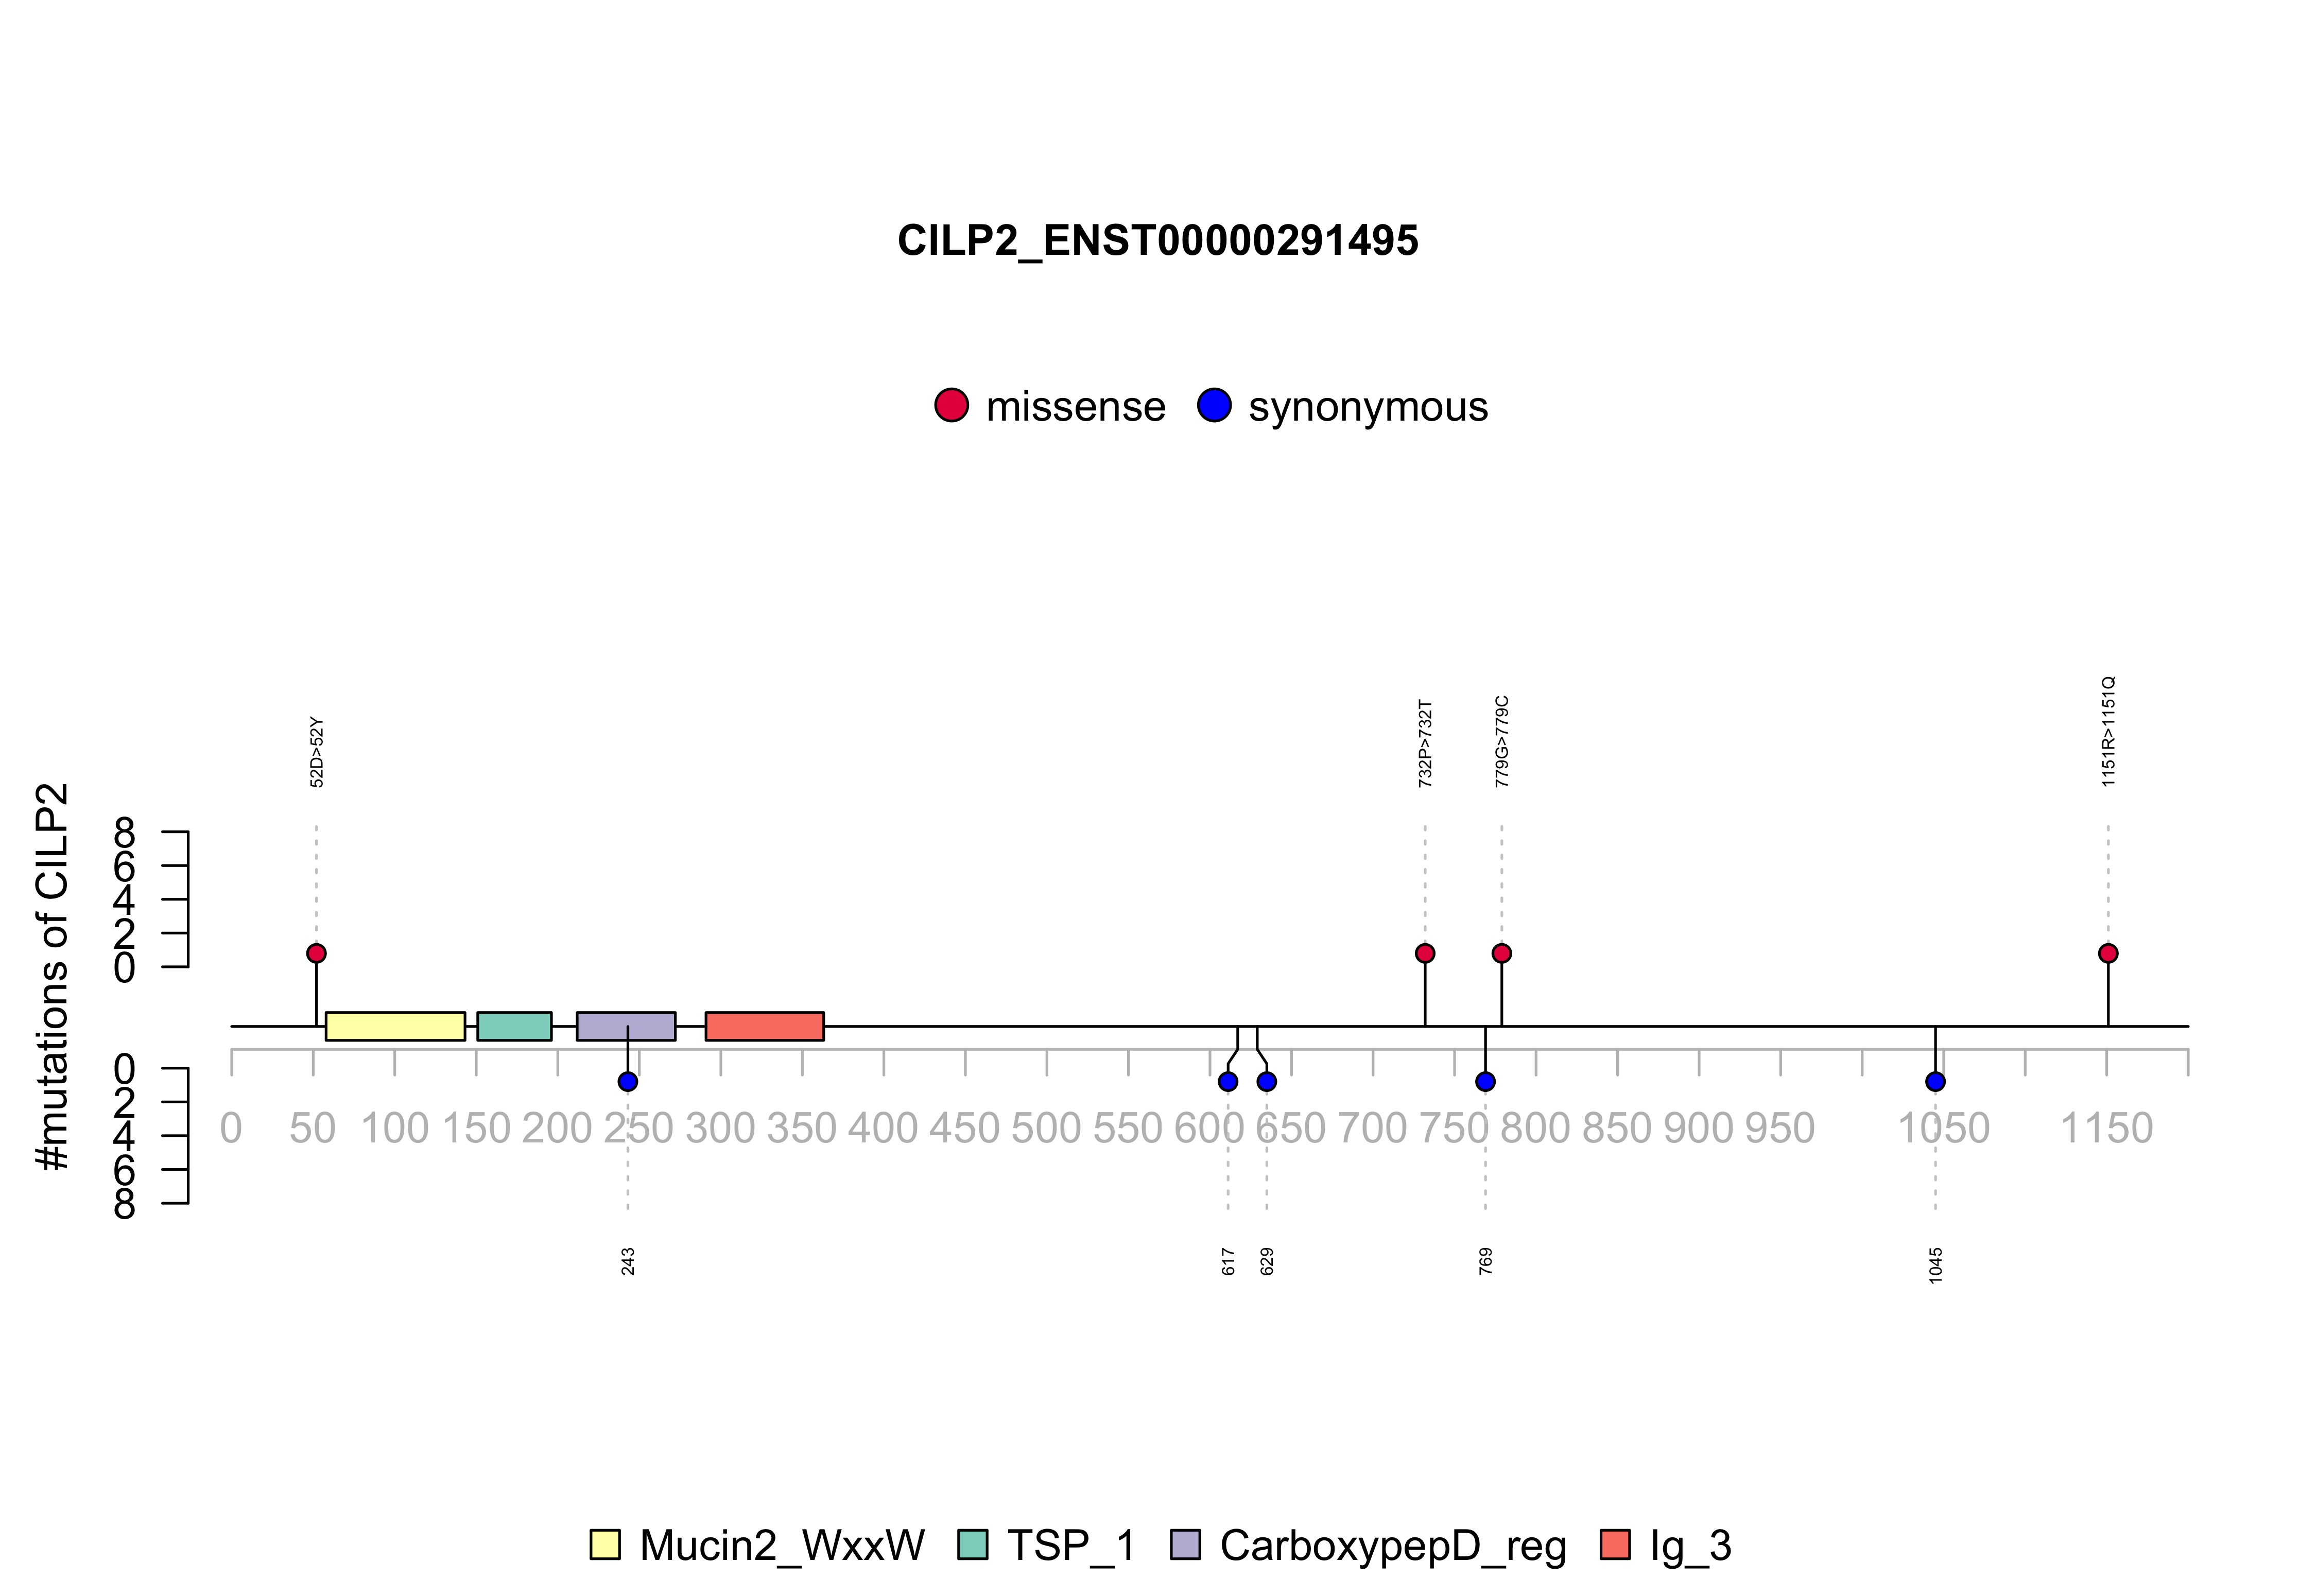 CILP2_ENST00000291495
missense synonymous
52D>52Y
732P>732T
779G>779C
1151R>1151Q
#mutations of CILP2
8
6
4
2
0
0
2
4
6
8
0 50 100 150 200 250 300 350 400 450 500 550 600 650 700 750 800 850 900 950 1050 1150
243
617
629
769
1045
Mucin2_WxxW TSP_1 CarboxypepD_reg Ig_3